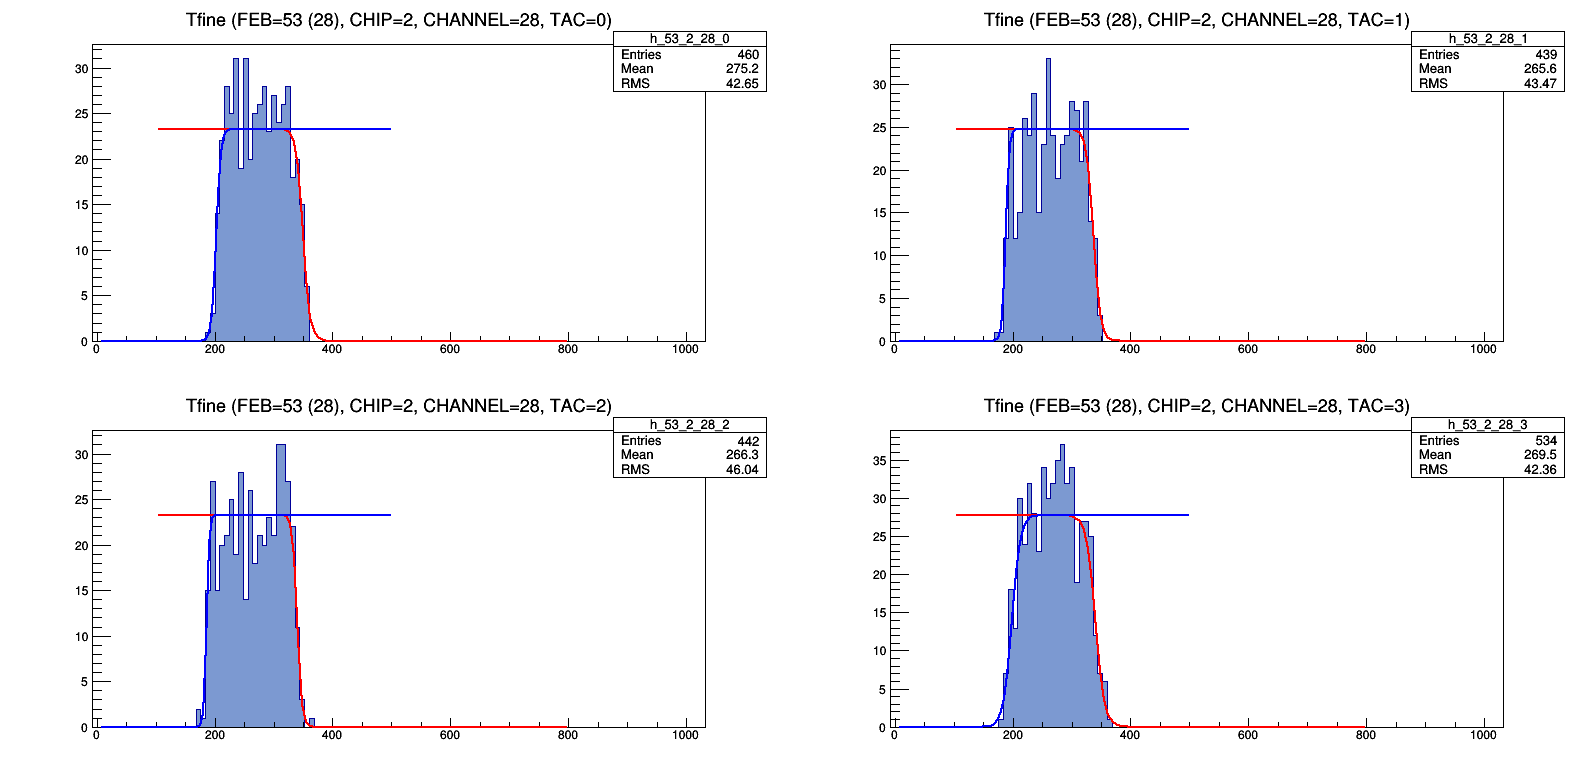 Tfine (FEB=53 (28), CHIP=2, CHANNEL=28, TAC=0)
h_53_2_28_0
Entries 460
Mean 275.2
RMS 42.65
30
25
20
15
10
5
0
0 200 400 600 800 1000
Tfine (FEB=53 (28), CHIP=2, CHANNEL=28, TAC=1)
h_53_2_28_1
Entries 439
Mean 265.6
RMS 43.47
30
25
20
15
10
5
0
0 200 400 600 800 1000
Tfine (FEB=53 (28), CHIP=2, CHANNEL=28, TAC=2)
h_53_2_28_2
Entries 442
Mean 266.3
RMS 46.04
30
25
20
15
10
5
0
0 200 400 600 800 1000
Tfine (FEB=53 (28), CHIP=2, CHANNEL=28, TAC=3)
h_53_2_28_3
Entries 534
Mean 269.5
RMS 42.36
35
30
25
20
15
10
5
0
0 200 400 600 800 1000